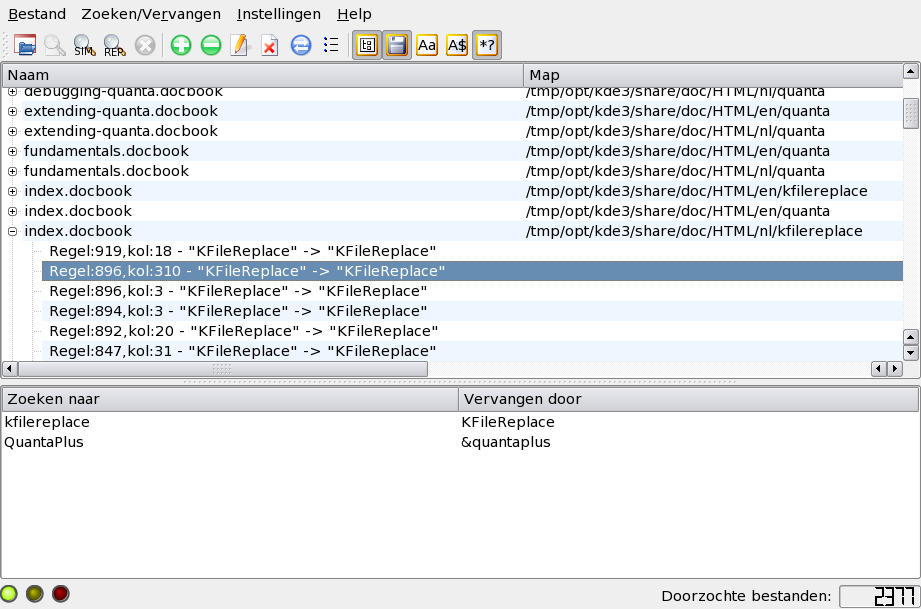 Bestand Zoeken/Vervangen Instellingen Help
SIM REP Aa A$ *?
Naam Map
debugging-quanta.docbook /tmp/opt/kde3/share/doc/HTML/nl/quanta
extending-quanta.docbook /tmp/opt/kde3/share/doc/HTML/en/quanta
extending-quanta.docbook /tmp/opt/kde3/share/doc/HTML/nl/quanta
fundamentals.docbook /tmp/opt/kde3/share/doc/HTML/en/quanta
fundamentals.docbook /tmp/opt/kde3/share/doc/HTML/nl/quanta
index.docbook /tmp/opt/kde3/share/doc/HTML/en/kfilereplace
index.docbook /tmp/opt/kde3/share/doc/HTML/en/quanta
index.docbook /tmp/opt/kde3/share/doc/HTML/nl/kfilereplace
Regel:919,kol:18 - "KFileReplace" -> "KFileReplace"
Regel:896,kol:310 - "KFileReplace" -> "KFileReplace"
Regel:896,kol:3 - "KFileReplace" -> "KFileReplace"
Regel:894,kol:3 - "KFileReplace" -> "KFileReplace"
Regel:892,kol:20 - "KFileReplace" -> "KFileReplace"
Regel:847,kol:31 - "KFileReplace" -> "KFileReplace"
Zoeken naar Vervangen door
kfilereplace KFileReplace
QuantaPlus &quantaplus
Doorzochte bestanden: 2377